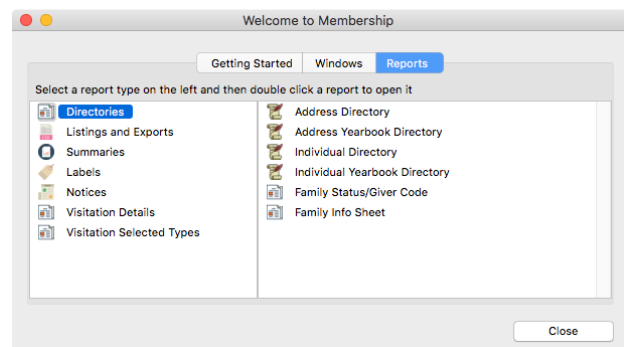 Welcome to Membership
Getting Started Windows Reports
Select a report type on the left and then double click a report to open it
Directories
Listings and Exports
Summaries
Labels
Notices
Visitation Details
Visitation Selected Types
Address Directory
Address Yearbook Directory
Individual Directory
Individual Yearbook Directory
Family Status/Giver Code
Family Info Sheet
Close